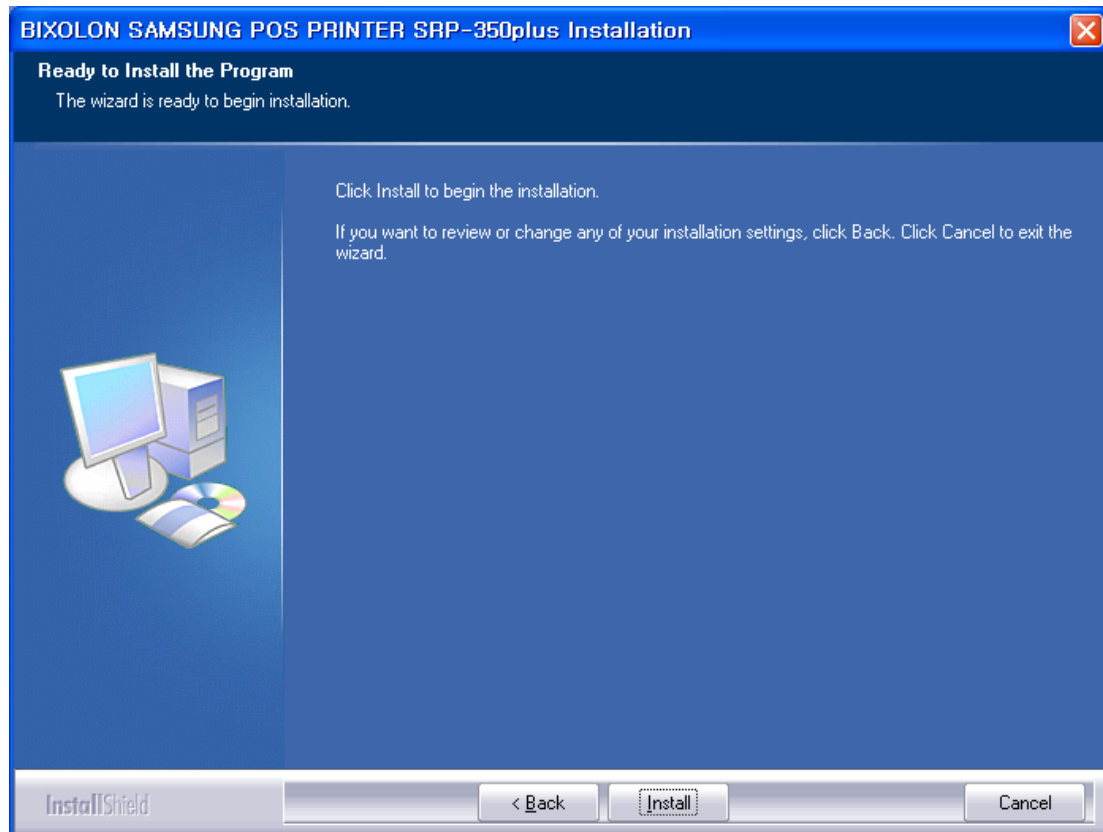 BIXOLON SAMSUNG POS PRINTER SRP-350plus Installation
Ready to Install the Program
The wizard is ready to begin installation.
Click Install to begin the installation.
If you want to review or change any of your installation settings, click Back. Click Cancel to exit the
wizard.
InstallShield
< Back
Install
Cancel